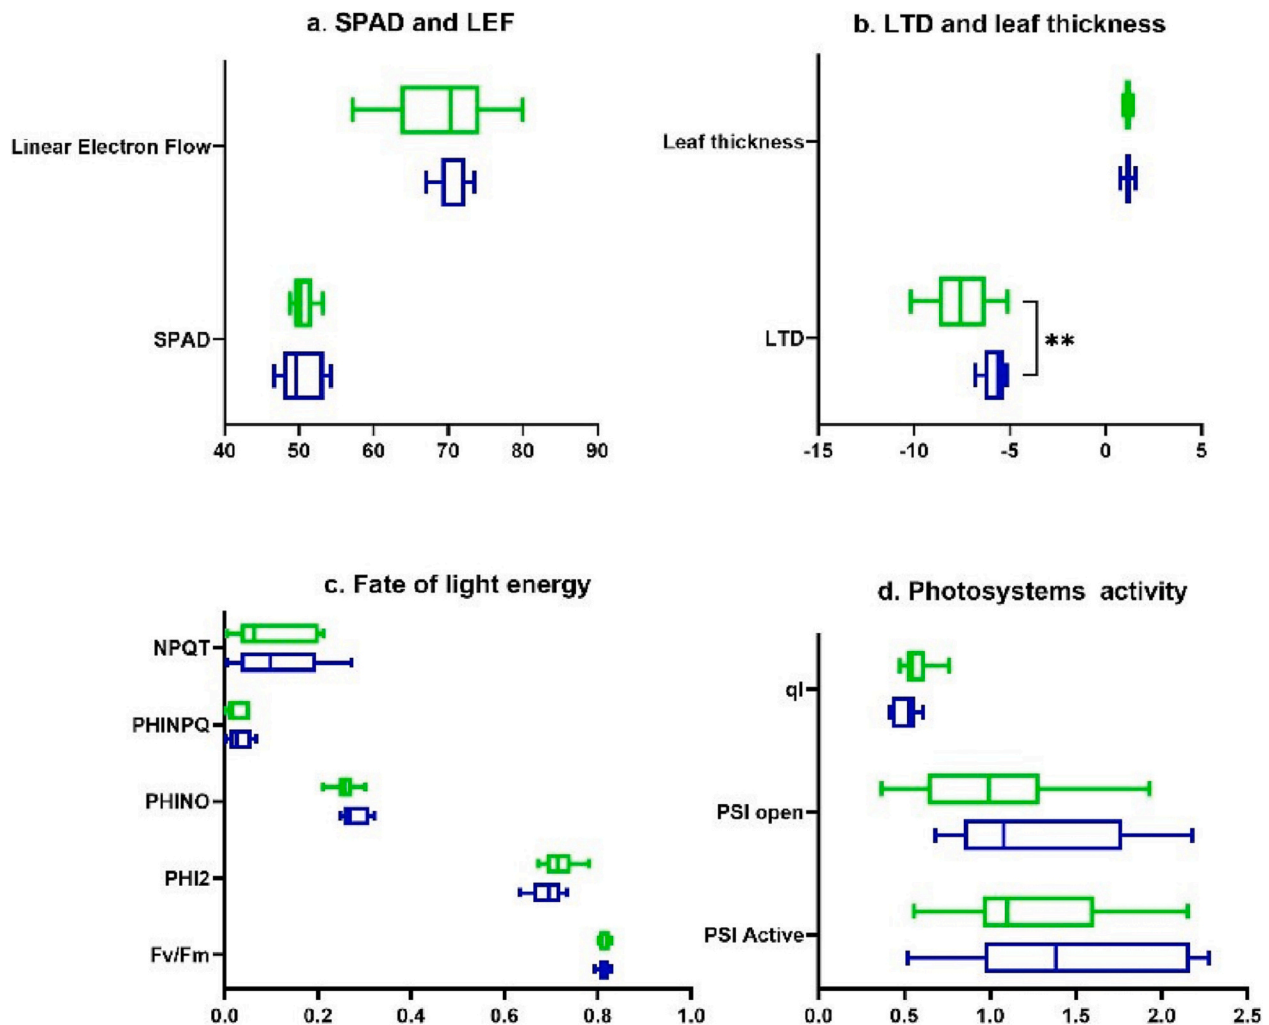 a. SPAD and LEF
Linear Electron Flow
SPAD
40 50 60 70 80 90
b. LTD and leaf thickness
Leaf thickness
LTD
**
-15 -10 -5 0 5
c. Fate of light energy
NPQT
PHINPQ
PHINO
PHI2
Fv/Fm
0.0 0.2 0.4 0.6 0.8 1.0
d. Photosystems activity
ql
PSI open
PSI Active
0.0 0.5 1.0 1.5 2.0 2.5